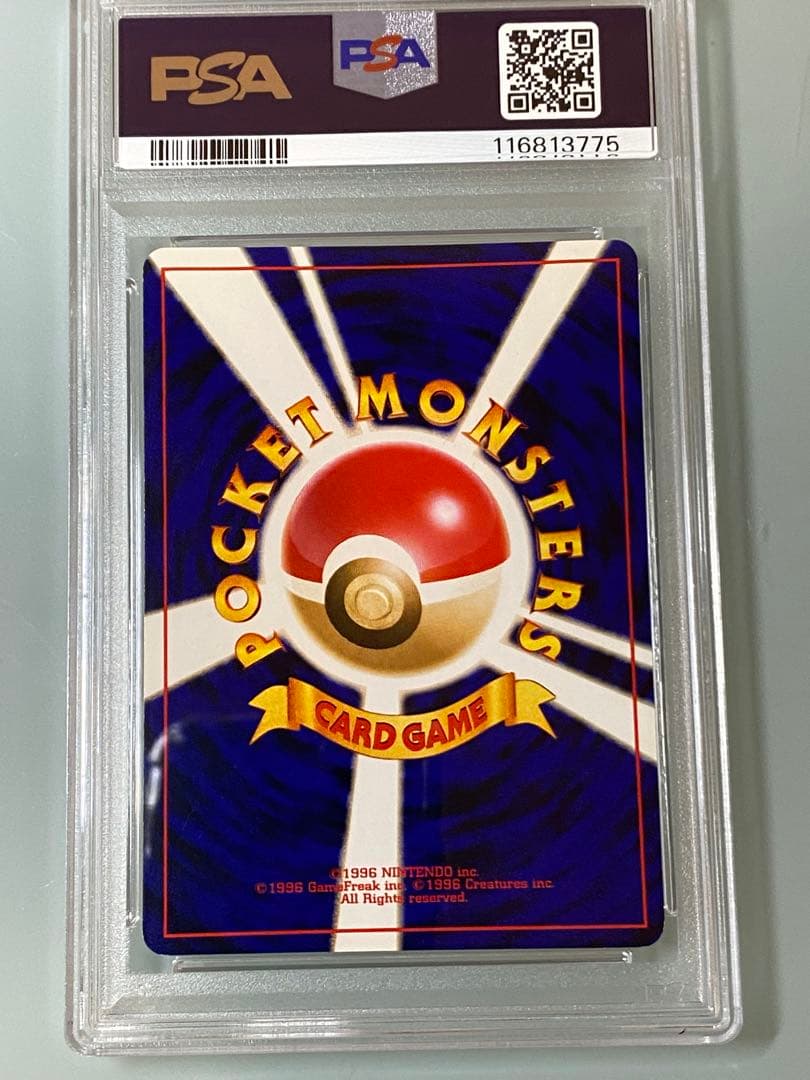 PSA
PSA
116813775
POCKET MONSTERS
CARD GAME
©1996 NINTENDO inc.
©1996 GameFreak inc. ©1996 Creatures inc.
All Rights reserved.